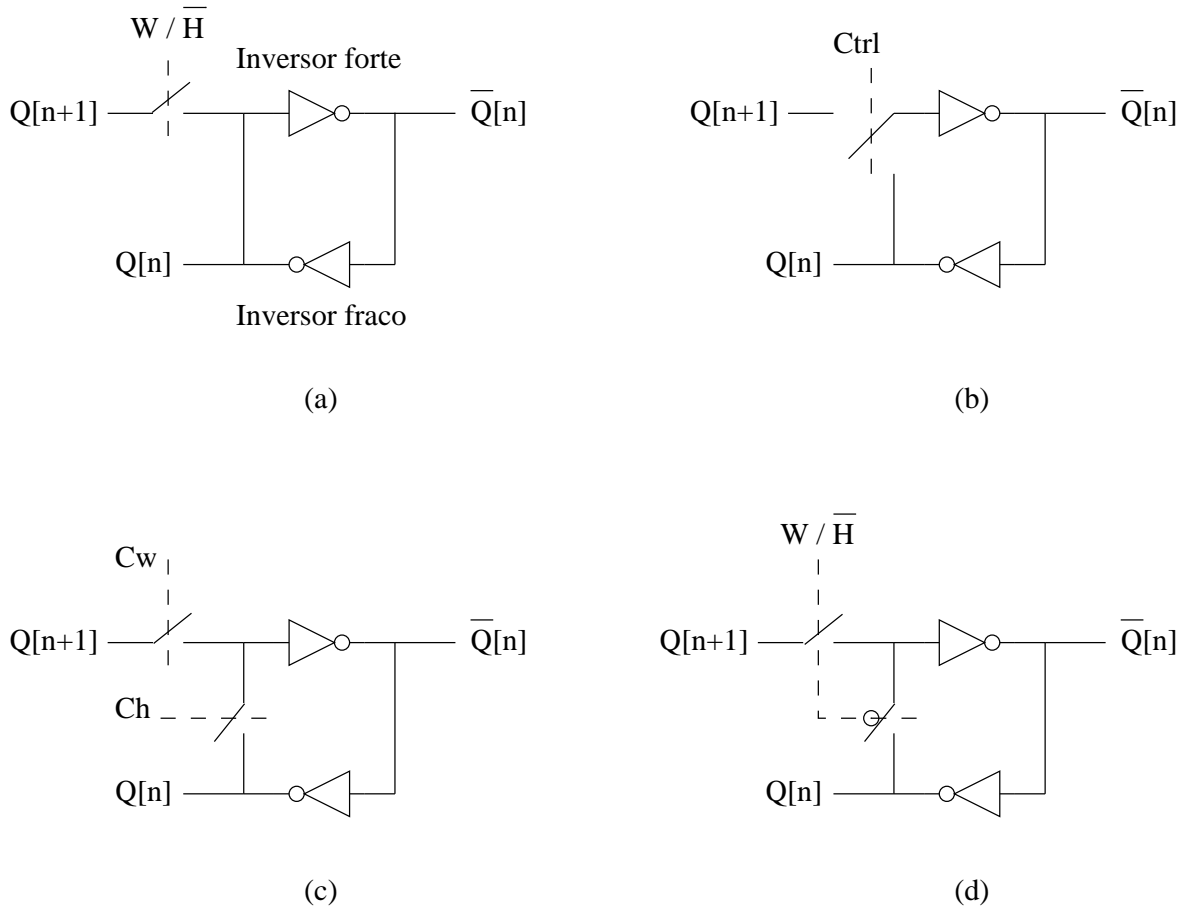 W / H̅
Inversor forte
Q[n+1]
Q̅[n]
Q[n]
Inversor fraco
(a)
Ctrl
Q[n+1]
Q̅[n]
Q[n]
(b)
Cw
Q[n+1]
Q̅[n]
Ch
Q[n]
(c)
W / H̅
Q[n+1]
Q̅[n]
Q[n]
(d)